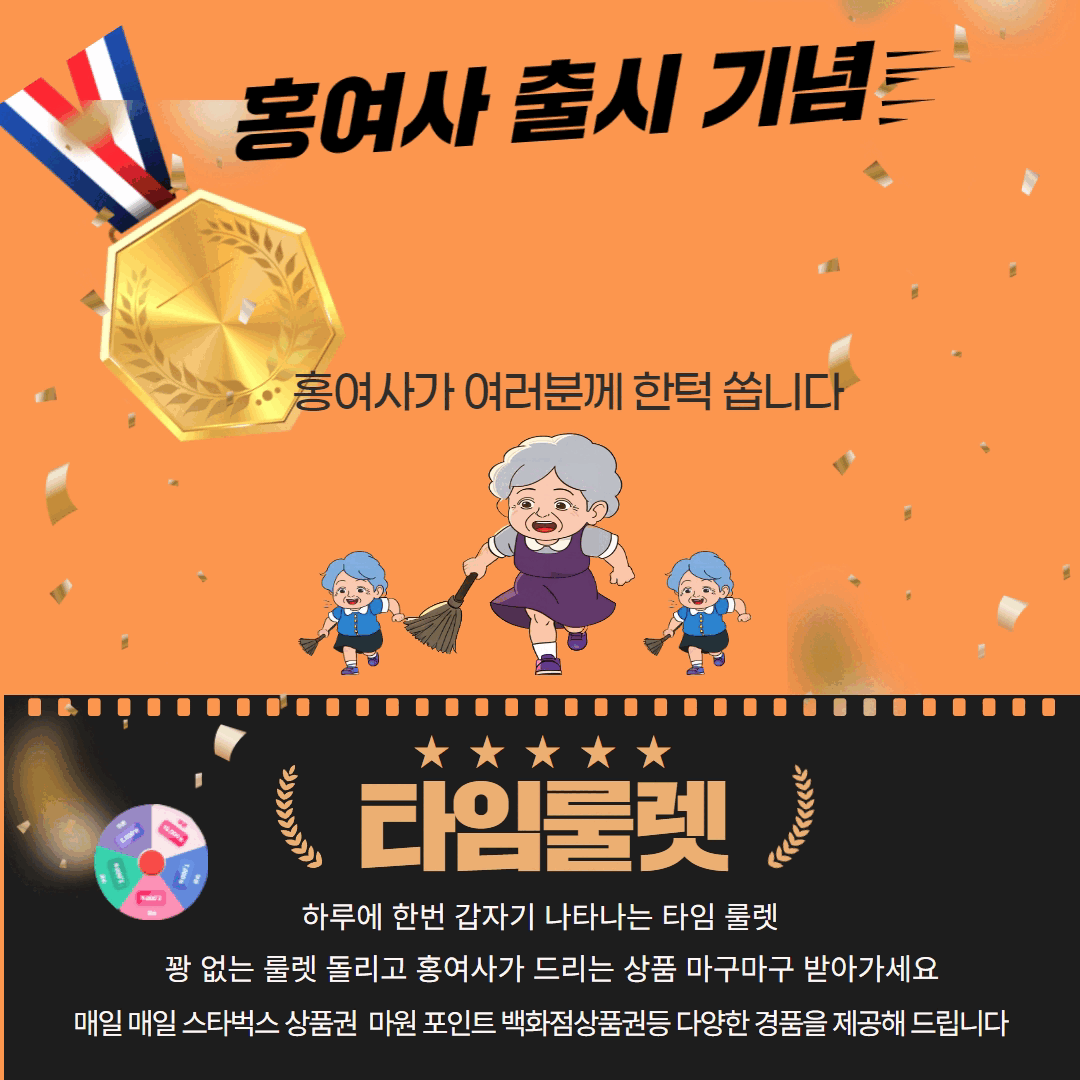 홍여사 출시 기념
홍여사가 여러분께 한턱 쏩니다
타임룰렛
하루에 한번 갑자기 나타나는 타임 룰렛
꽝 없는 룰렛 돌리고 홍여사가 드리는 상품 마구마구 받아가세요
매일 매일 스타벅스 상품권 마원 포인트 백화점상품권등 다양한 경품을 제공해 드립니다